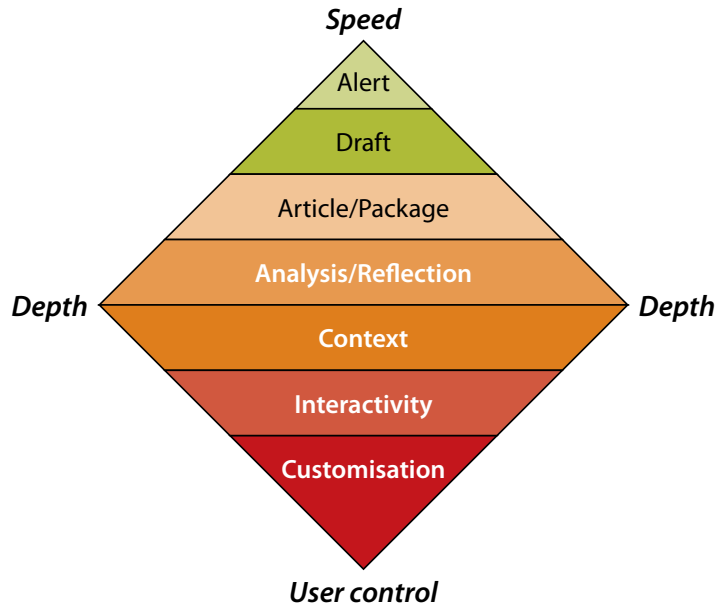 Speed
Alert
Draft
Article/Package
Analysis/Reflection
Depth
Depth
Context
Interactivity
Customisation
User control